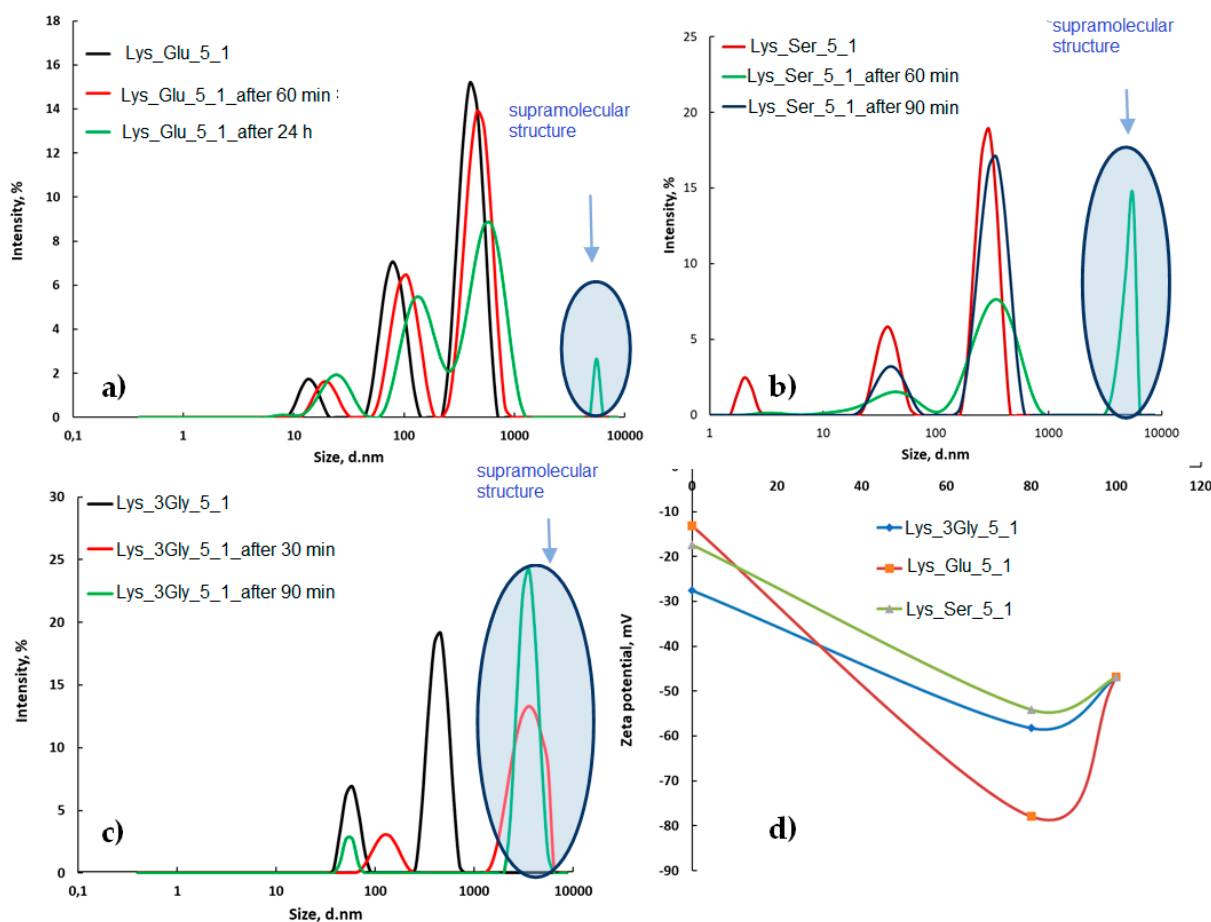 18
16
14
12
10
8
6
4
2
0
0,1
1
10
100
1000
10000
Intensity, %
Size, d.nm
Lys_Glu_5_1
Lys_Glu_5_1_after 60 min :
Lys_Glu_5_1_after 24 h
supramolecular
structure
a)
25
20
15
10
5
0
1
10
100
1000
10000
Intensity, %
Size, d.nm
Lys_Ser_5_1
Lys_Ser_5_1_after 60 min
Lys_Ser_5_1_after 90 min
supramolecular
structure
b)
30
25
20
15
10
5
0
0,1
1
10
100
1000
10000
Intensity, %
Size, d.nm
Lys_3Gly_5_1
Lys_3Gly_5_1_after 30 min
Lys_3Gly_5_1_after 90 min
supramolecular
structure
c)
0
20
40
60
80
100
120
-10
-20
-30
-40
-50
-60
-70
-80
-90
Zeta potential, mV
Lys_3Gly_5_1
Lys_Glu_5_1
Lys_Ser_5_1
d)